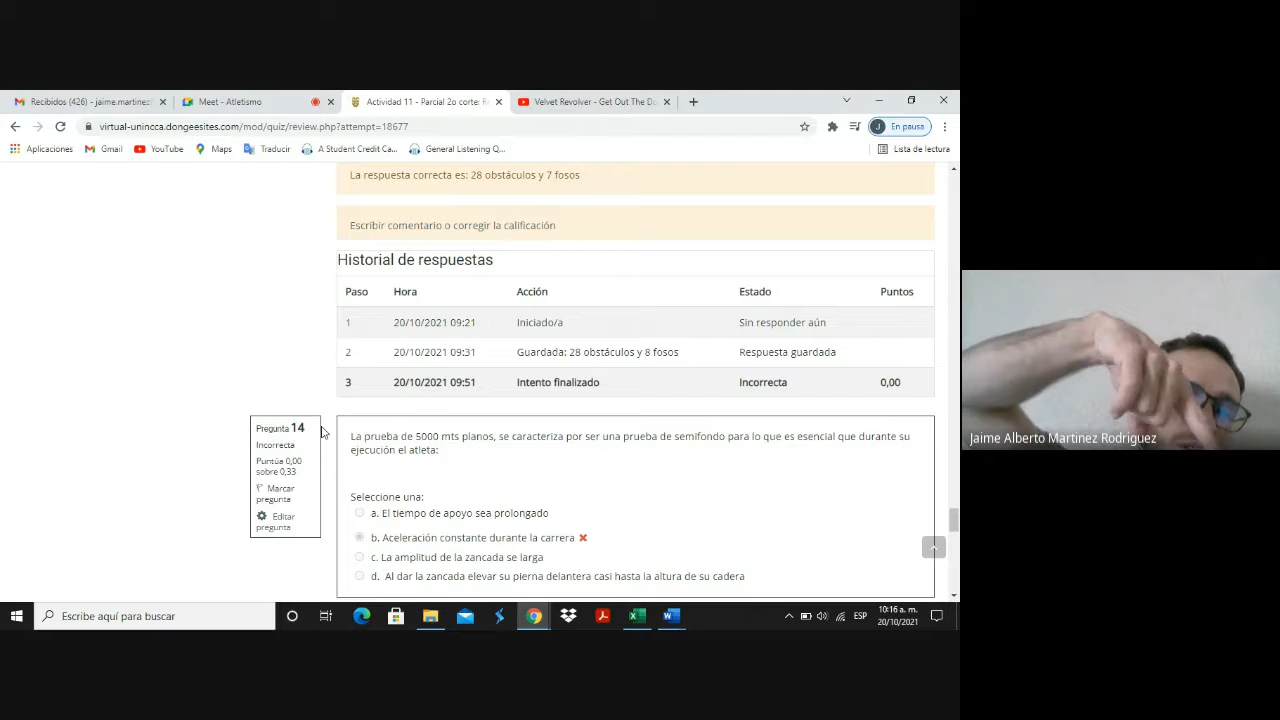 Recibidos (426) - jaime.martinez
Meet - Atletismo
Actividad 11 - Parcial 2o corte: R
Velvet Revolver - Get Out The Do
virtual-unincca.dongeesites.com/mod/quiz/review.php?attempt=18677
J En pausa
Aplicaciones
Gmail
YouTube
Maps
Traducir
A Student Credit Ca...
General Listening Q...
Lista de lectura
La respuesta correcta es: 28 obstáculos y 7 fosos
Escribir comentario o corregir la calificación
Historial de respuestas
Paso Hora Acción Estado Puntos
1 20/10/2021 09:21 Iniciado/a Sin responder aún
2 20/10/2021 09:31 Guardada: 28 obstáculos y 8 fosos Respuesta guardada
3 20/10/2021 09:51 Intento finalizado Incorrecta 0,00
Pregunta 14
Incorrecta
Puntúa 0,00
sobre 0,33
Marcar
pregunta
Editar
pregunta
La prueba de 5000 mts planos, se caracteriza por ser una prueba de semifondo para lo que es esencial que durante su
ejecución el atleta:
Seleccione una:
a. El tiempo de apoyo sea prolongado
b. Aceleración constante durante la carrera
c. La amplitud de la zancada se larga
d. Al dar la zancada elevar su pierna delantera casi hasta la altura de su cadera
Jaime Alberto Martinez Rodriguez
Escribe aquí para buscar
ESP
10:16 a. m.
20/10/2021